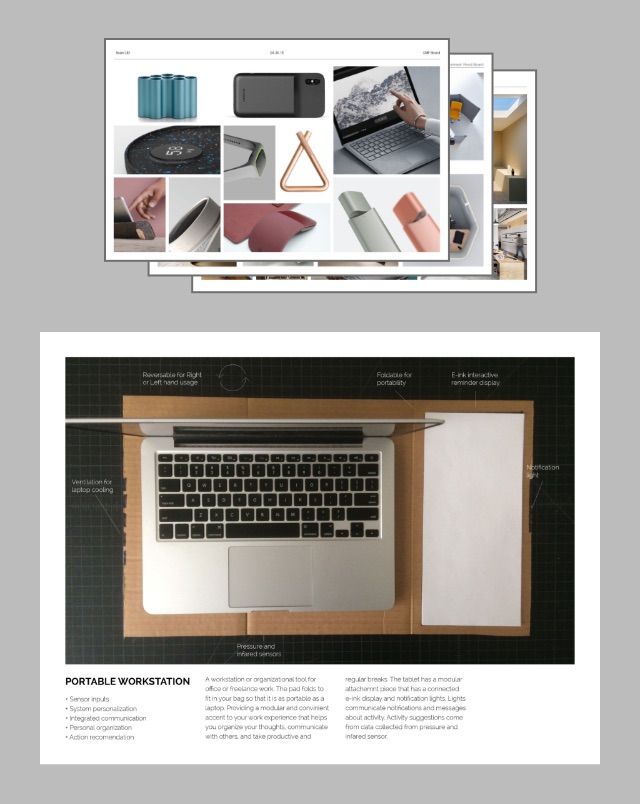 CMF Board
58
Reversable for Right
or Left hand usage
Foldable for
portability
E-ink interactive
reminder display
Notification
light
Ventilation for
laptop cooling
Pressure and
Infared sensors
PORTABLE WORKSTATION
• Sensor inputs
• System personalization
• Integrated communication
• Personal organization
• Action recomendation
A workstation or organizational tool for
office or freelance work. The pad folds to
fit in your bag so that it is as portable as a
laptop. Providing a modular and convenient
accent to your work experience that helps
you organize your thoughts, communicate
with others, and take productive and
regular breaks. The tablet has a modular
attachemnt piece that has a connected
e-ink display and notification lights. Lights
communicate notifications and messages
about activity. Activity suggestions come
from data collected from pressure and
infared sensor.